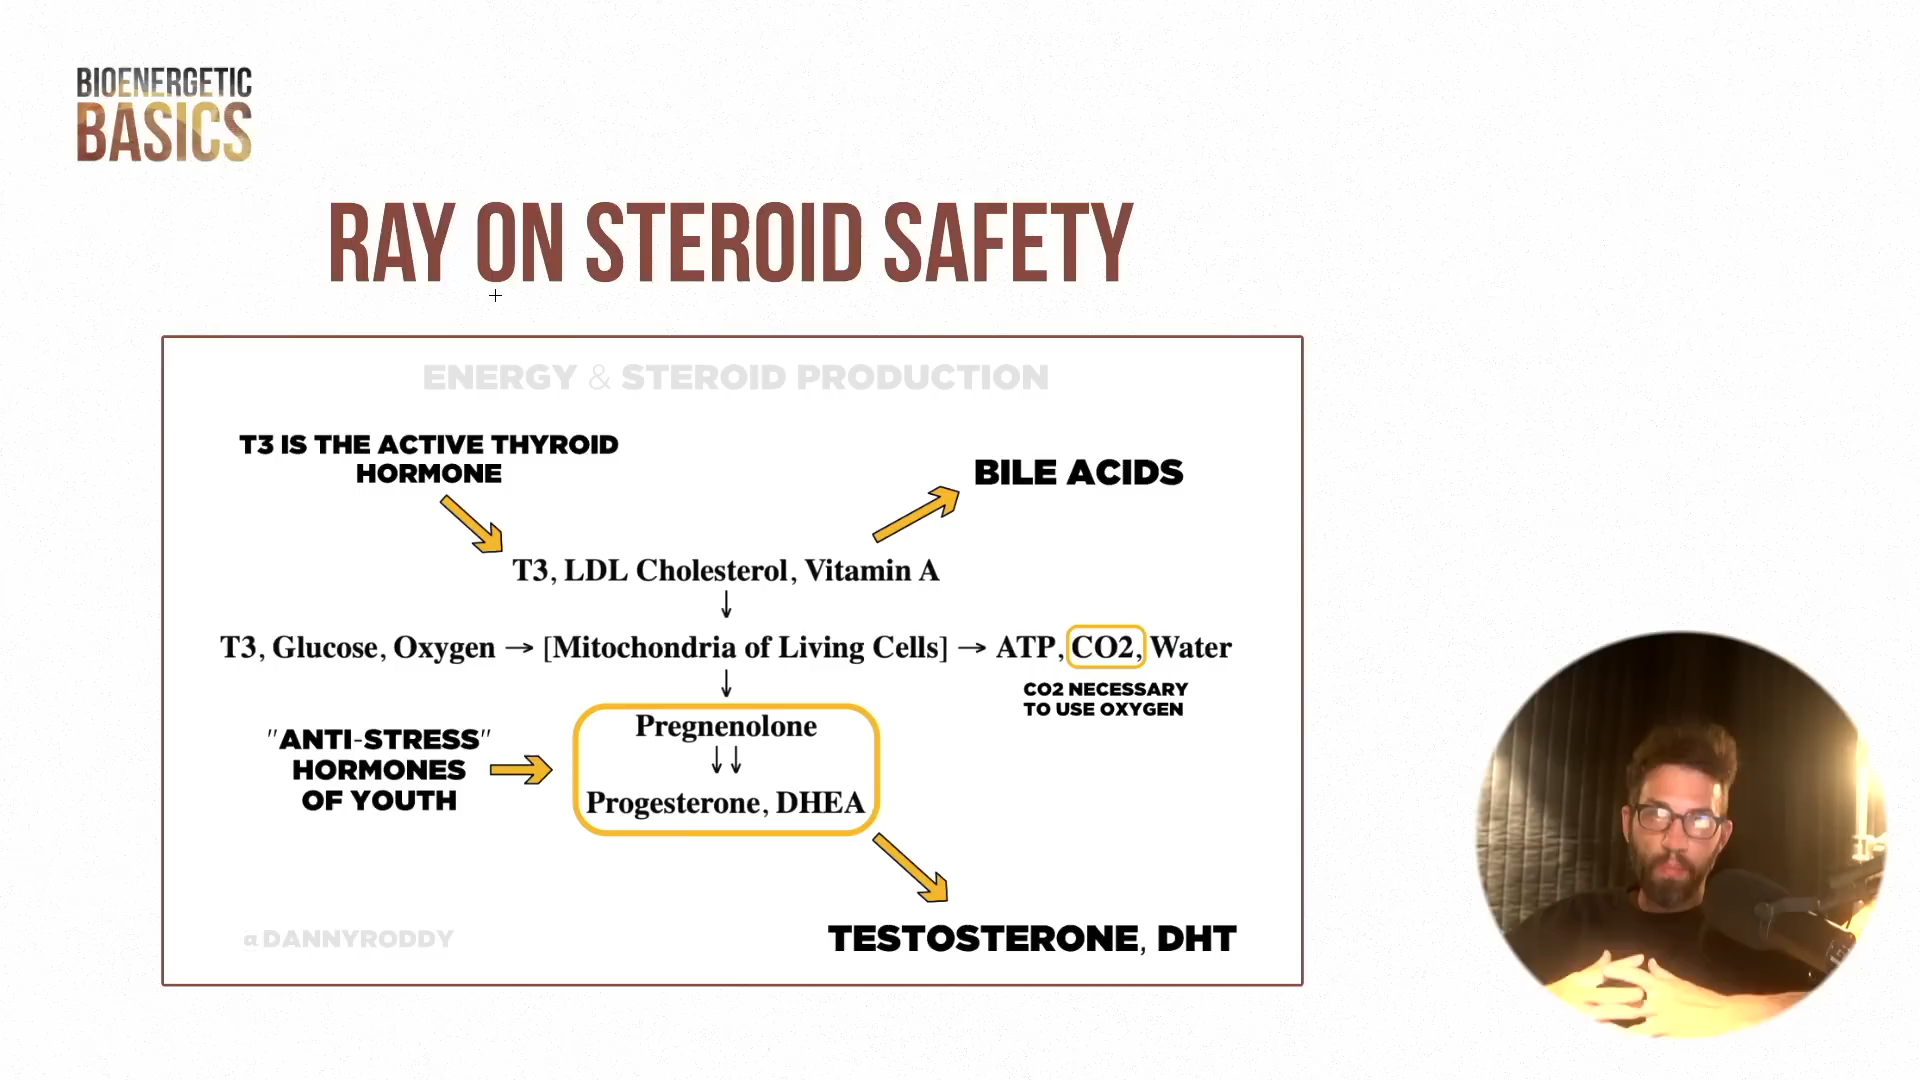 BIOENERGETIC
BASICS
RAY ON STEROID SAFETY
ENERGY & STEROID PRODUCTION
T3 IS THE ACTIVE THYROID
HORMONE
BILE ACIDS
T3, LDL Cholesterol, Vitamin A
↓
T3, Glucose, Oxygen → [Mitochondria of Living Cells] → ATP, CO2, Water
↓
CO2 NECESSARY
TO USE OXYGEN
"ANTI-STRESS"
HORMONES
OF YOUTH
Pregnenolone
↓↓
Progesterone, DHEA
TESTOSTERONE, DHT
@DANNYRODDY